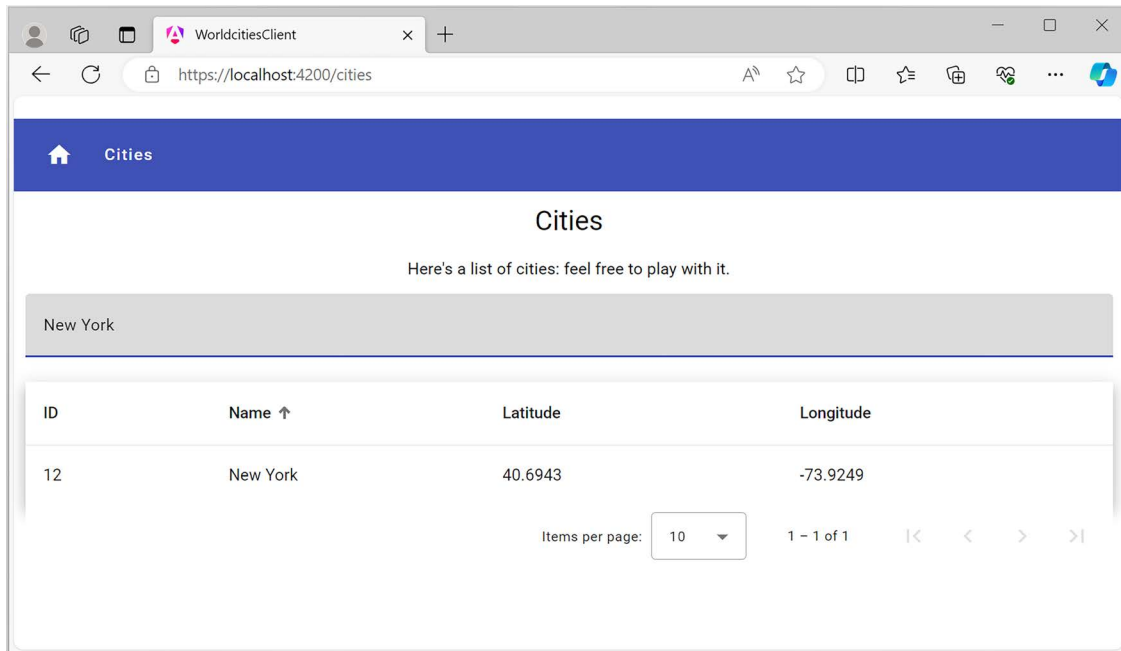 WorldcitiesClient
https://localhost:4200/cities
Cities
Cities
Here's a list of cities: feel free to play with it.
New York
ID Name Latitude Longitude
12 New York 40.6943 -73.9249
Items per page: 10 1 – 1 of 1